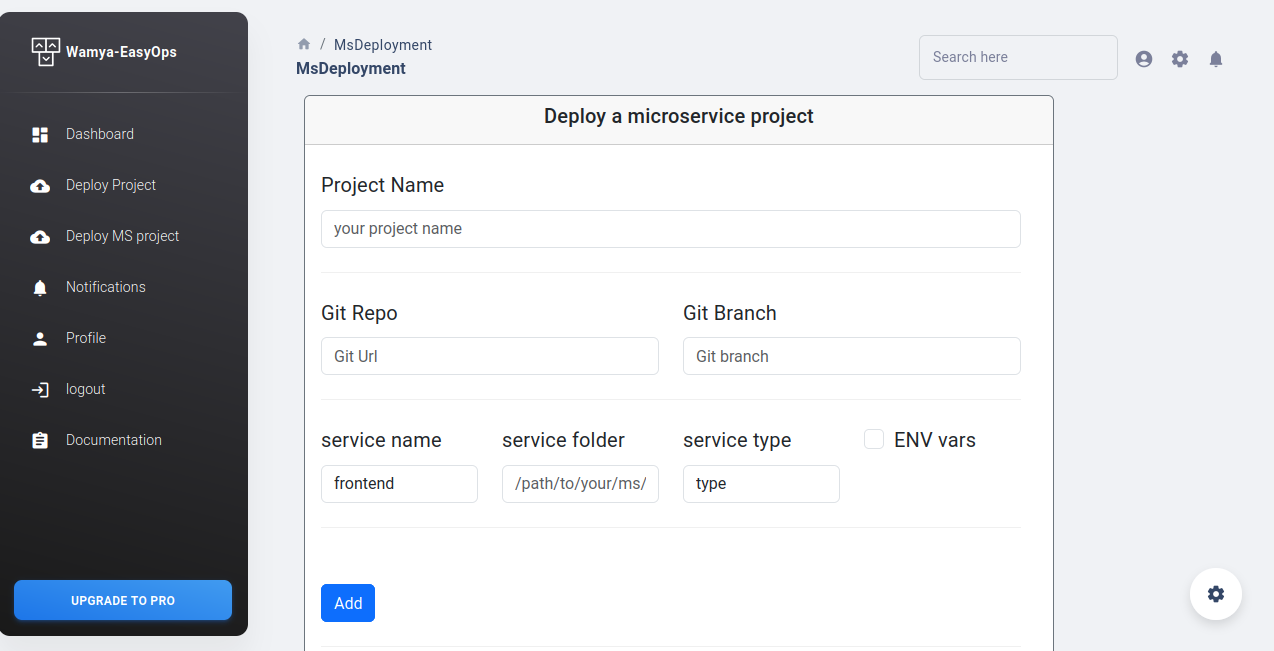 Wamya-EasyOps
Dashboard
Deploy Project
Deploy MS project
Notifications
Profile
logout
Documentation
UPGRADE TO PRO
/ MsDeployment
MsDeployment
Search here
Deploy a microservice project
Project Name
your project name
Git Repo Git Branch
Git Url Git branch
service name service folder service type ENV vars
frontend /path/to/your/ms/ type
Add